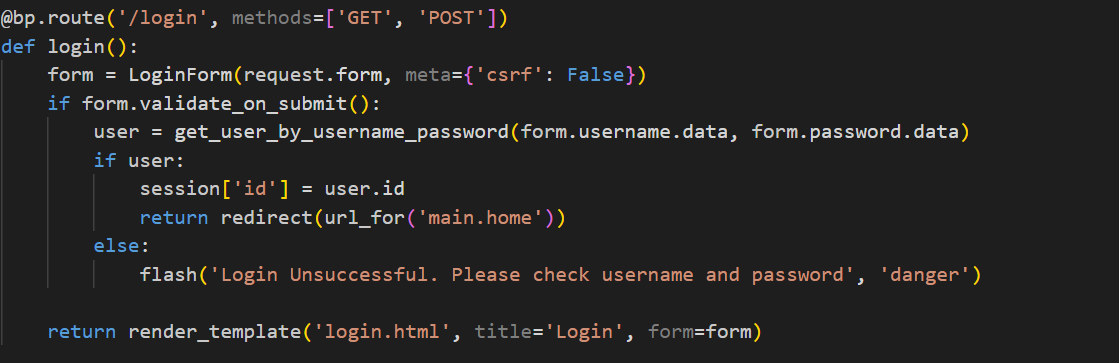 @bp.route('/login', methods=['GET', 'POST'])
def login():
    form = LoginForm(request.form, meta={'csrf': False})
    if form.validate_on_submit():
        user = get_user_by_username_password(form.username.data, form.password.data)
        if user:
            session['id'] = user.id
            return redirect(url_for('main.home'))
        else:
            flash('Login Unsuccessful. Please check username and password', 'danger')
    return render_template('login.html', title='Login', form=form)